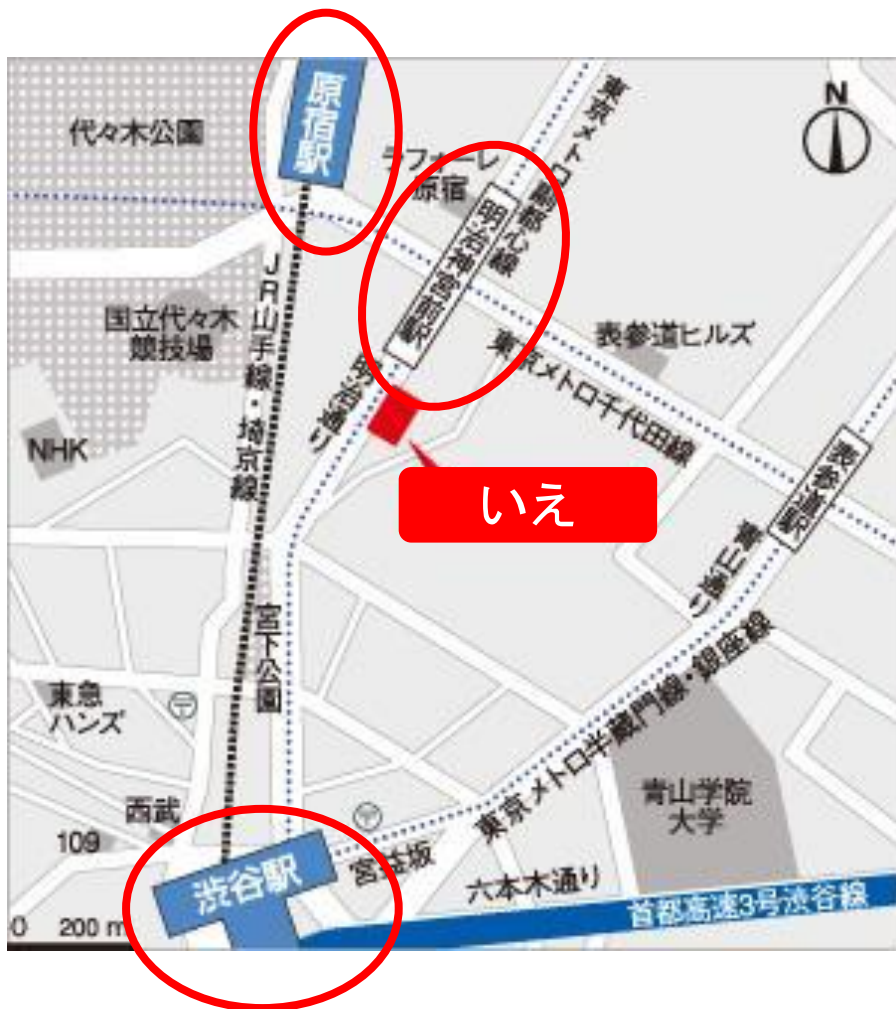 原宿駅
N
代々木公園
ラフォーレ
原宿
東京メトロ副都心線
明治神宮前駅
JR山手線・埼京線
国立代々木
競技場
表参道ヒルズ
東京メトロ千代田線
明治通り
NHK
いえ
表参道駅
青山通り
宮下公園
東急
ハンズ
〒
東京メトロ半蔵門線・銀座線
西武
109
〒
宮益坂
青山学院
大学
渋谷駅
六本木通り
首都高速3号渋谷線
0 200 m